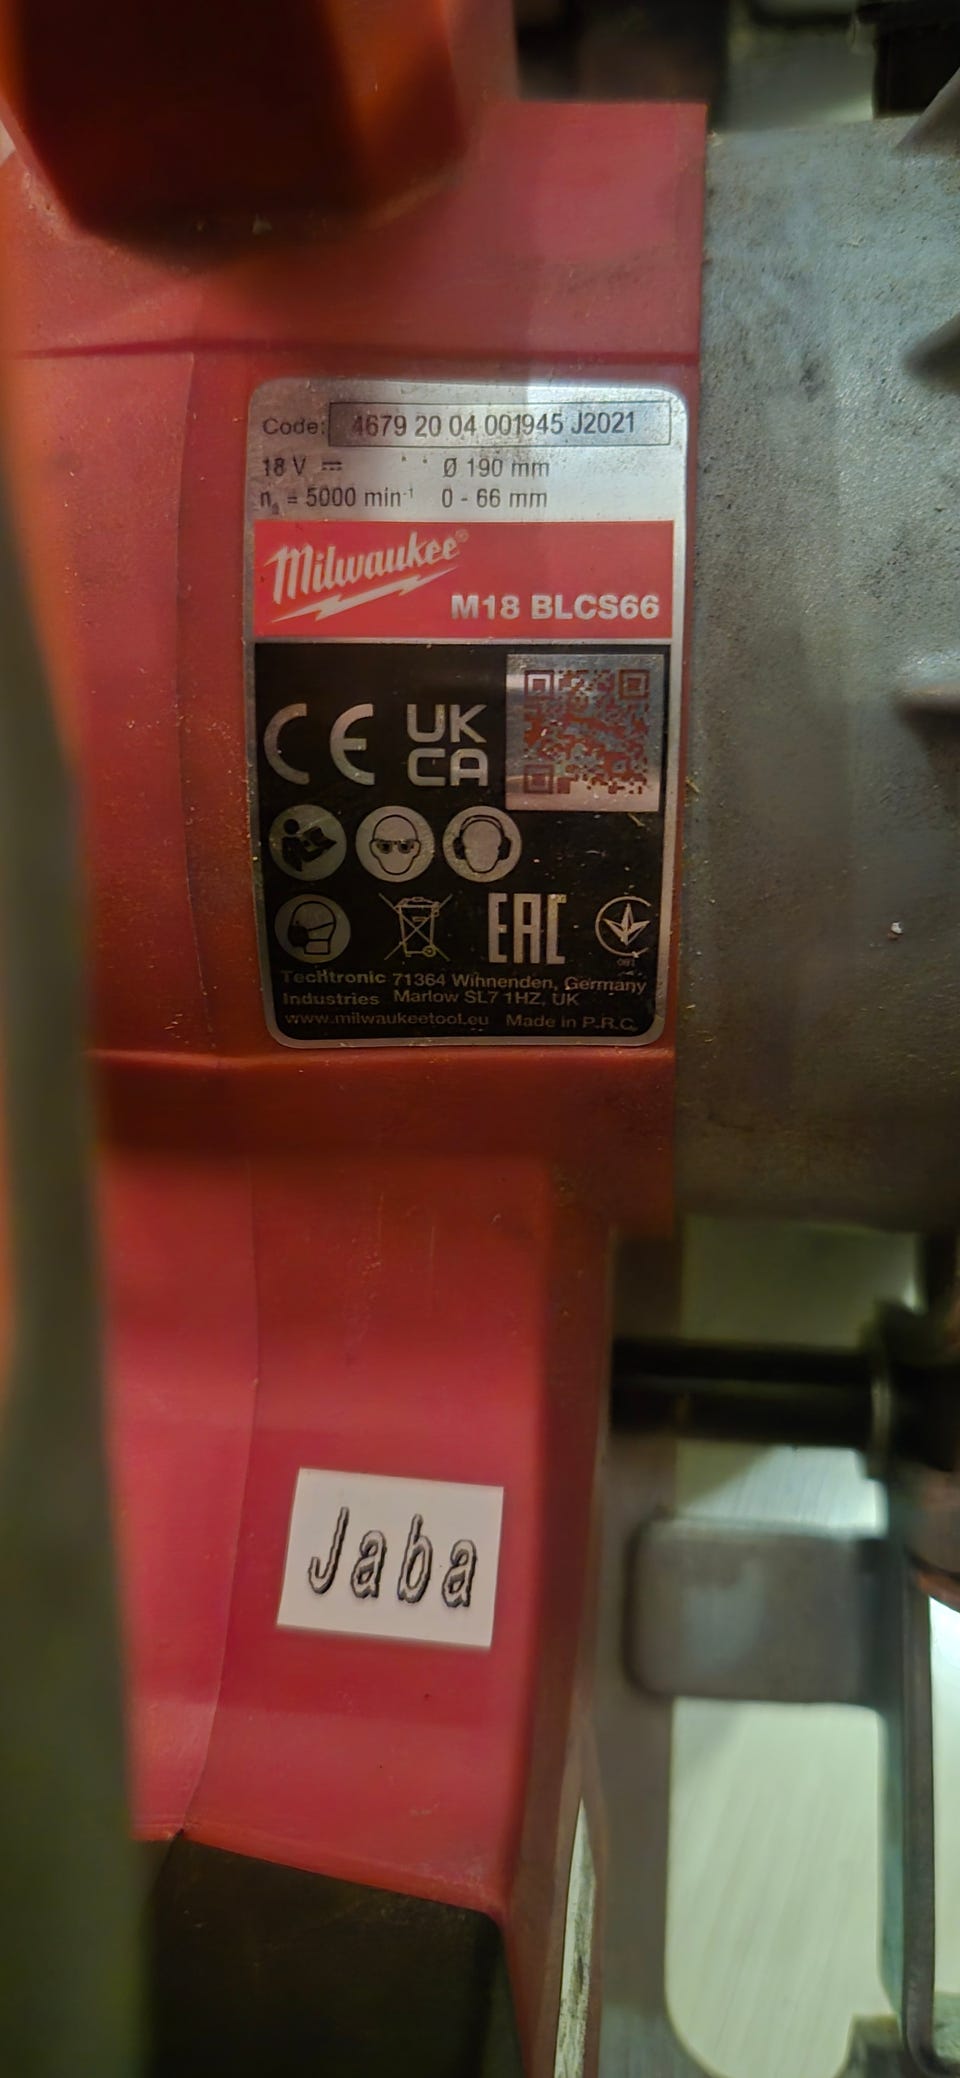 Code: 4679 20 04 001945 J2021
18 V ⎓ Ø 190 mm
n₀ = 5000 min⁻¹ 0 - 66 mm
Milwaukee®
M18 BLCS66
CE UK
CA
EAC
Techtronic 71364 Winnenden, Germany
Industries Marlow SL7 1HZ, UK
www.milwaukeetool.eu Made in P.R.C.
Jaba